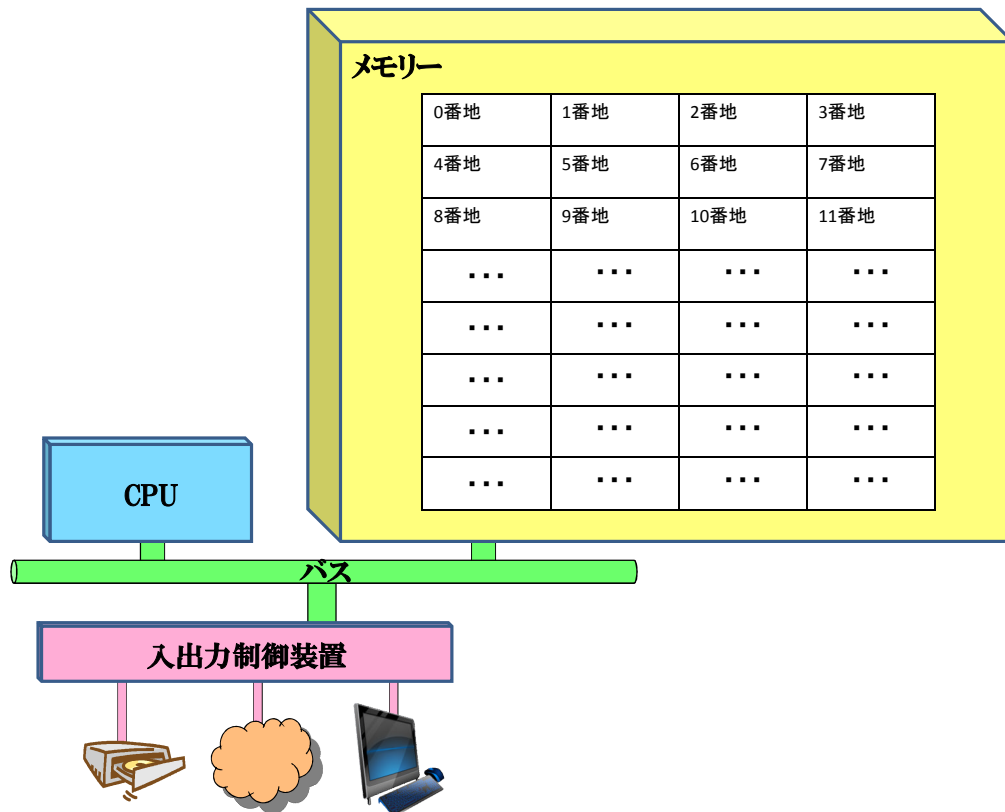 メモリー
0番地 1番地 2番地 3番地
4番地 5番地 6番地 7番地
8番地 9番地 10番地 11番地
・・・ ・・・ ・・・ ・・・
・・・ ・・・ ・・・ ・・・
・・・ ・・・ ・・・ ・・・
・・・ ・・・ ・・・ ・・・
・・・ ・・・ ・・・ ・・・
CPU
バス
入出力制御装置